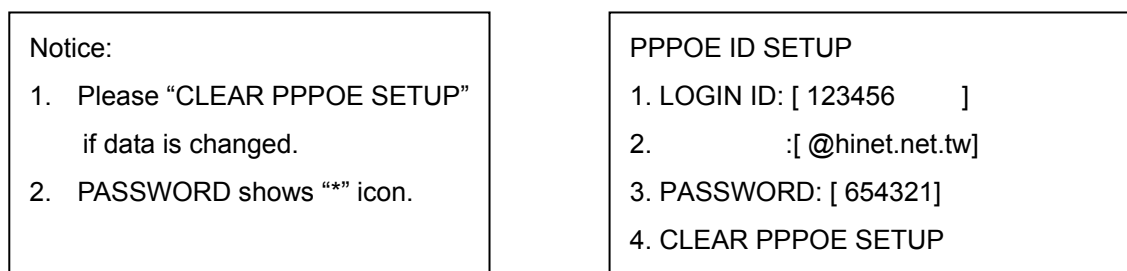 Notice:
1. Please “CLEAR PPPOE SETUP”
if data is changed.
2. PASSWORD shows “*” icon.
PPPOE ID SETUP
1. LOGIN ID: [ 123456 ]
2. :[ @hinet.net.tw]
3. PASSWORD: [ 654321]
4. CLEAR PPPOE SETUP